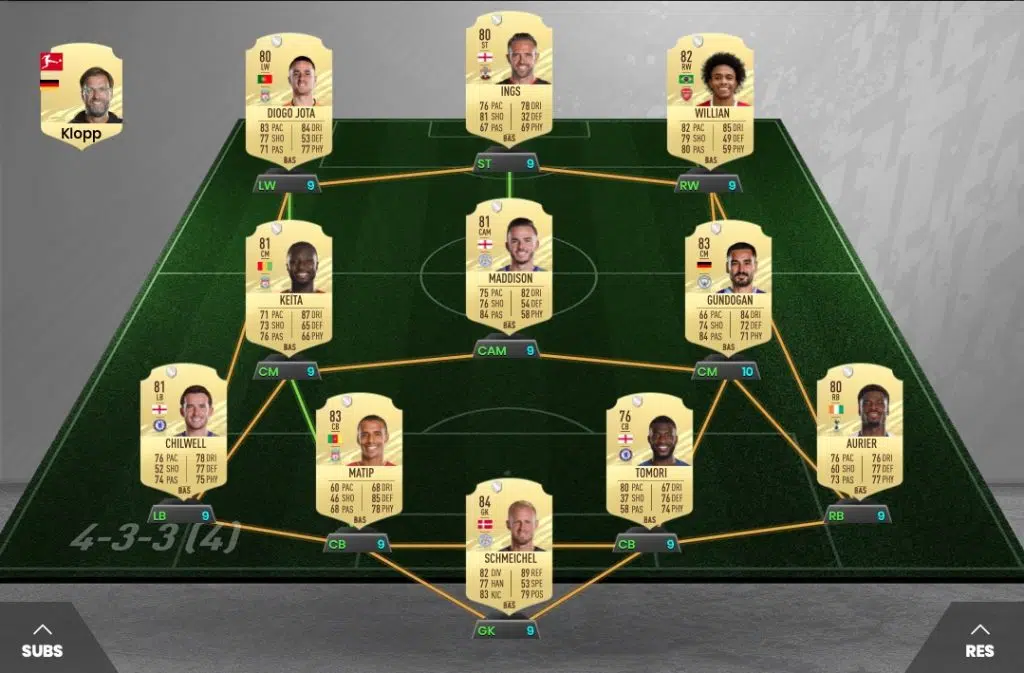 Klopp
80
LW
DIOGO JOTA
83 PAC 84 DRI
77 SHO 53 DEF
71 PAS 77 PHY
BAS
LW 9
80
ST
INGS
76 PAC 78 DRI
81 SHO 32 DEF
67 PAS 69 PHY
BAS
ST 9
82
RW
WILLIAN
82 PAC 85 DRI
79 SHO 49 DEF
80 PAS 59 PHY
BAS
RW 9
81
CM
KEITA
71 PAC 87 DRI
73 SHO 65 DEF
76 PAS 66 PHY
BAS
CM 9
81
CAM
MADDISON
75 PAC 82 DRI
76 SHO 54 DEF
84 PAS 58 PHY
BAS
CAM 9
83
CM
GÜNDOGAN
66 PAC 84 DRI
74 SHO 72 DEF
84 PAS 71 PHY
BAS
CM 10
81
LB
CHILWELL
76 PAC 78 DRI
52 SHO 77 DEF
74 PAS 75 PHY
BAS
LB 9
83
CB
MATIP
60 PAC 68 DRI
46 SHO 85 DEF
68 PAS 78 PHY
BAS
CB 9
76
CB
TOMORI
80 PAC 67 DRI
37 SHO 76 DEF
58 PAS 74 PHY
BAS
CB 9
80
RB
AURIER
76 PAC 76 DRI
60 SHO 77 DEF
73 PAS 77 PHY
BAS
RB 9
84
GK
SCHMEICHEL
82 DIV 89 REF
77 HAN 53 SPE
83 KIC 79 POS
BAS
GK 9
4-3-3 (4)
SUBS
RES